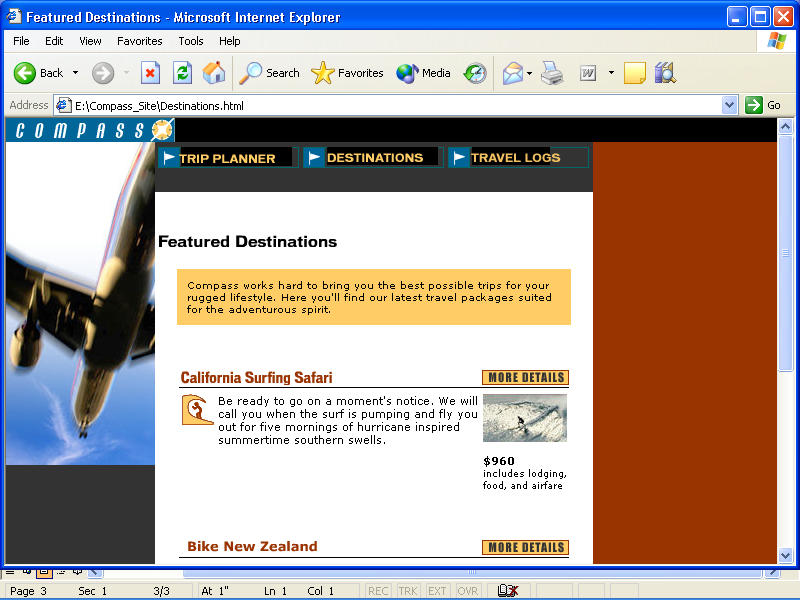 Featured Destinations - Microsoft Internet Explorer
File Edit View Favorites Tools Help
Back Search Favorites Media
Address E:\Compass_Site\Destinations.html Go
COMPASS
TRIP PLANNER DESTINATIONS TRAVEL LOGS
Featured Destinations
Compass works hard to bring you the best possible trips for your
rugged lifestyle. Here you'll find our latest travel packages suited
for the adventurous spirit.
California Surfing Safari MORE DETAILS
Be ready to go on a moment's notice. We will
call you when the surf is pumping and fly you
out for five mornings of hurricane inspired
summertime southern swells.
$960
includes lodging,
food, and airfare
Bike New Zealand MORE DETAILS
Page 3 Sec 1 3/3 At 1" Ln 1 Col 1 REC TRK EXT OVR